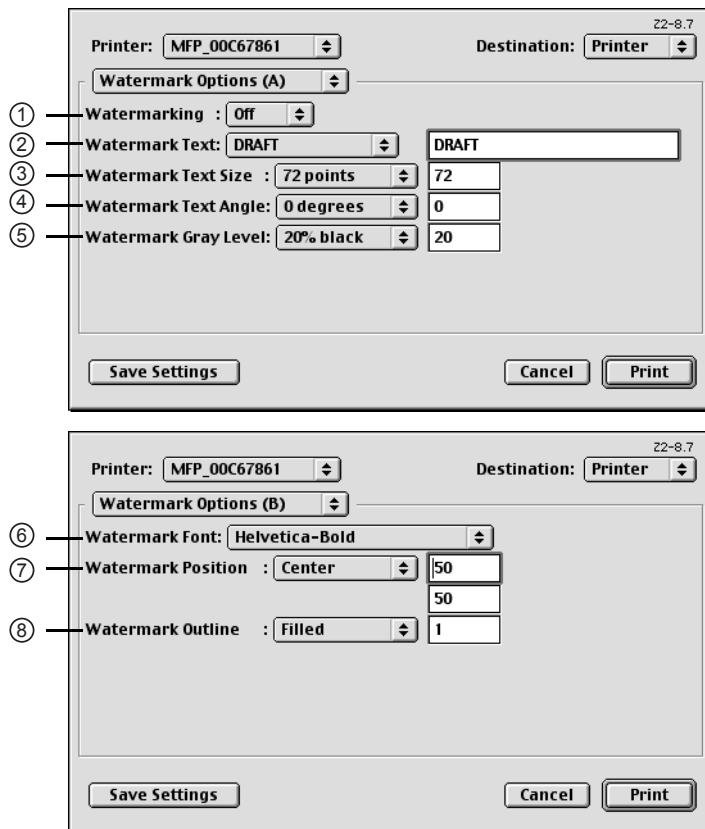 Z2-8.7
Printer: MFP_00C67861 Destination: Printer
Watermark Options (A)
① Watermarking : Off
② Watermark Text: DRAFT DRAFT
③ Watermark Text Size : 72 points 72
④ Watermark Text Angle: 0 degrees 0
⑤ Watermark Gray Level: 20% black 20
Save Settings Cancel Print
Z2-8.7
Printer: MFP_00C67861 Destination: Printer
Watermark Options (B)
⑥ Watermark Font: Helvetica-Bold
⑦ Watermark Position : Center 50
50
⑧ Watermark Outline : Filled 1
Save Settings Cancel Print